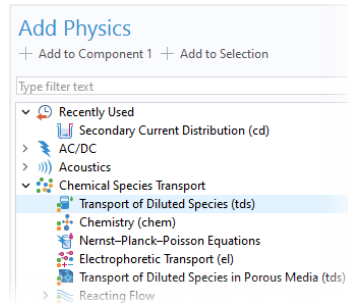 Add Physics
Add to Component 1 Add to Selection
Type filter text
Recently Used
Secondary Current Distribution (cd)
AC/DC
Acoustics
Chemical Species Transport
Transport of Diluted Species (tds)
Chemistry (chem)
Nernst–Planck–Poisson Equations
Electrophoretic Transport (el)
Transport of Diluted Species in Porous Media (tds)
Reacting Flow